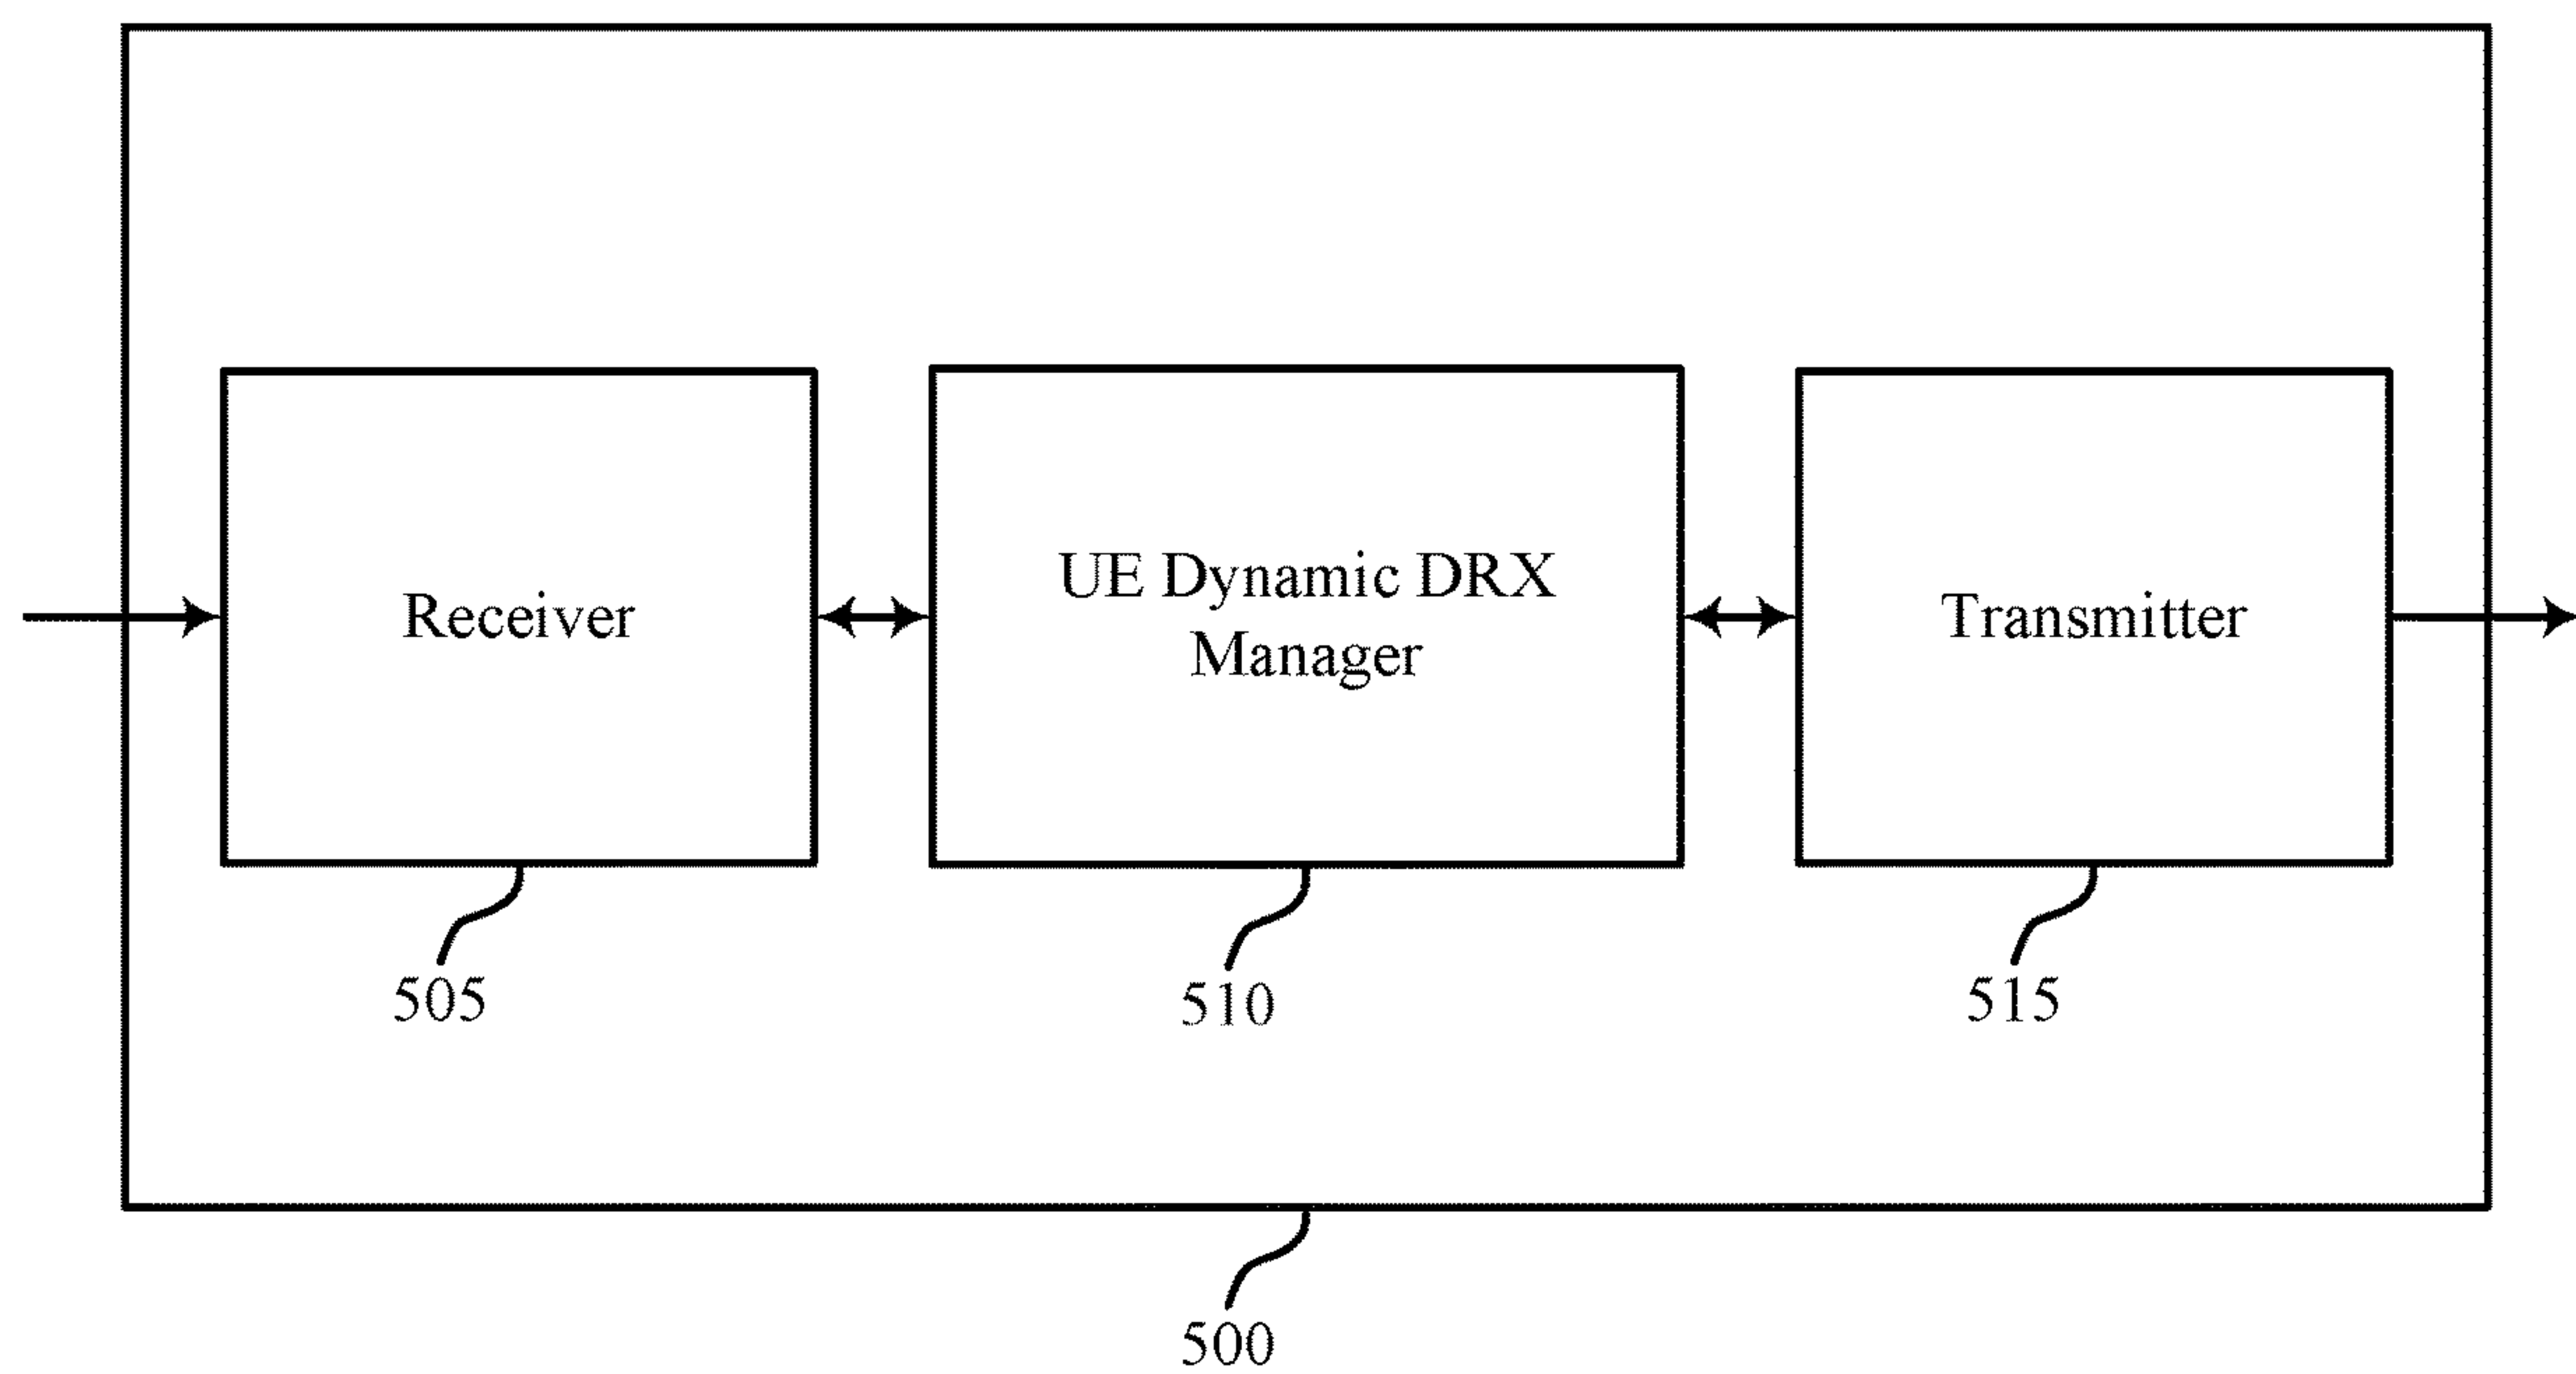 Receiver
UE Dynamic DRX
Manager
Transmitter
505
510
515
500